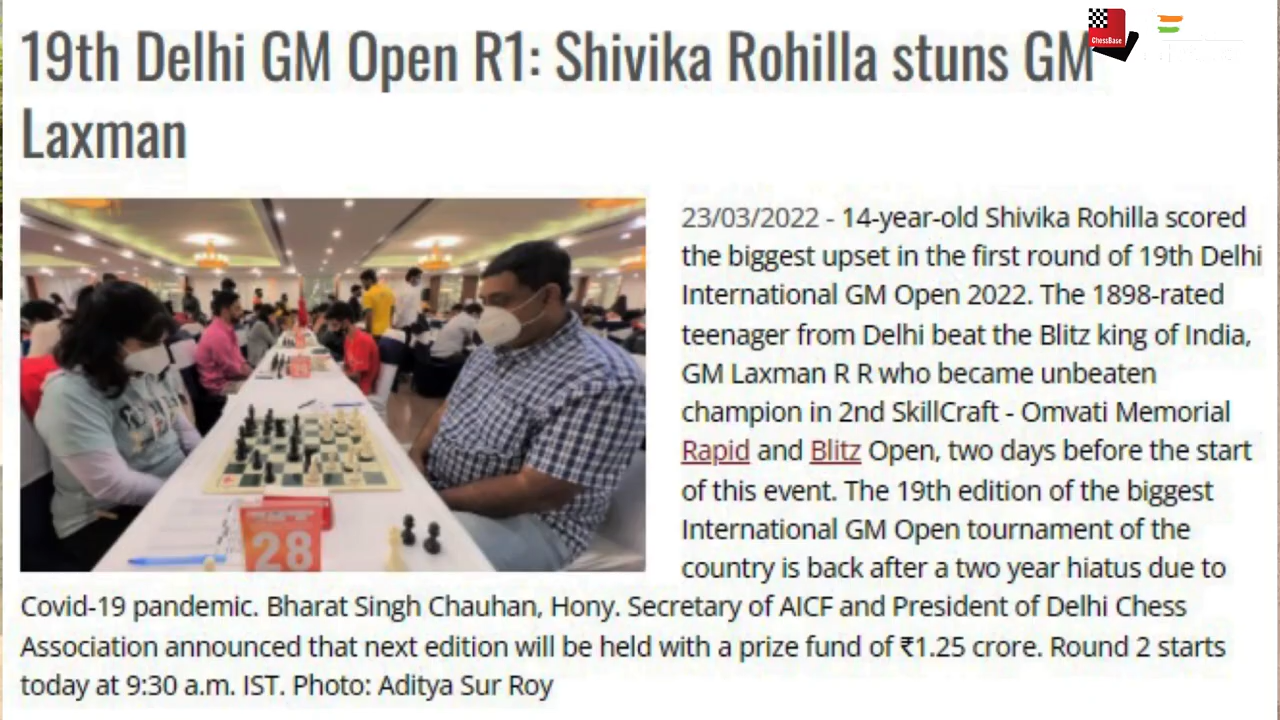 19th Delhi GM Open R1: Shivika Rohilla stuns GM
Laxman
ChessBase
23/03/2022 - 14-year-old Shivika Rohilla scored
the biggest upset in the first round of 19th Delhi
International GM Open 2022. The 1898-rated
teenager from Delhi beat the Blitz king of India,
GM Laxman R R who became unbeaten
champion in 2nd SkillCraft - Omvati Memorial
Rapid and Blitz Open, two days before the start
of this event. The 19th edition of the biggest
International GM Open tournament of the
country is back after a two year hiatus due to
28
Covid-19 pandemic. Bharat Singh Chauhan, Hony. Secretary of AICF and President of Delhi Chess
Association announced that next edition will be held with a prize fund of ₹1.25 crore. Round 2 starts
today at 9:30 a.m. IST. Photo: Aditya Sur Roy